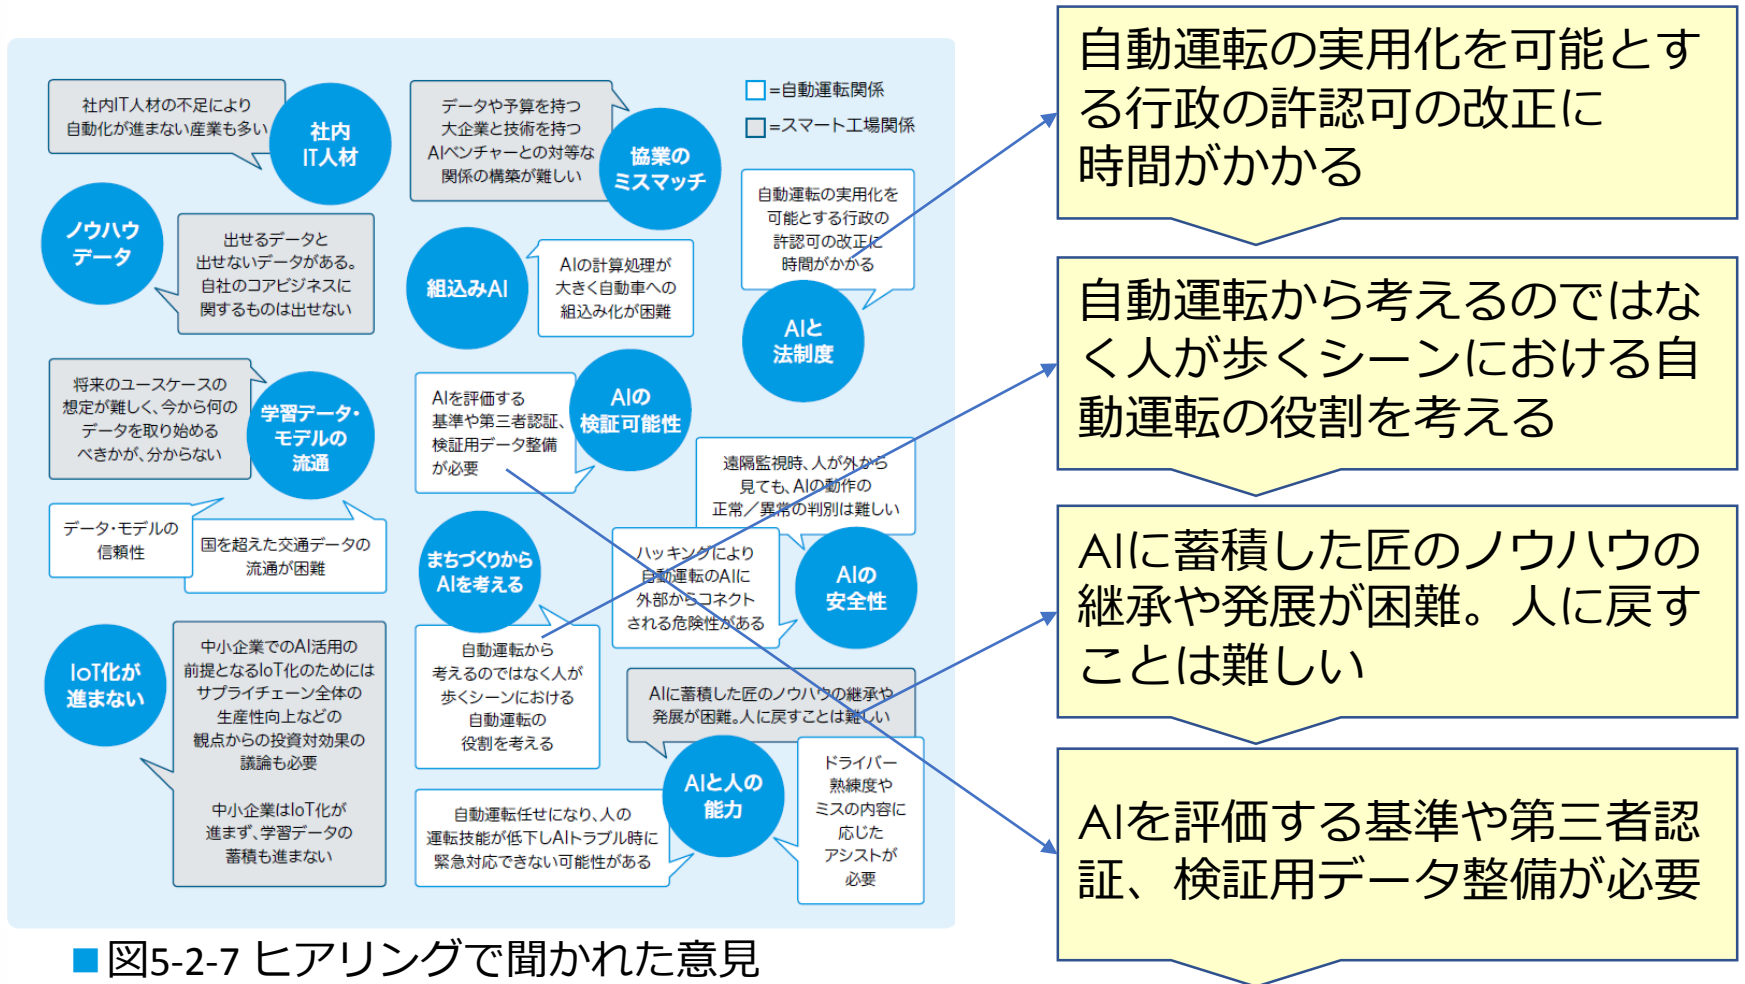 社内IT人材の不足により
自動化が進まない産業も多い
社内
IT人材
データや予算を持つ
大企業と技術を持つ
AIベンチャーとの対等な
関係の構築が難しい
協業の
ミスマッチ
=自動運転関係
=スマート工場関係
ノウハウ
データ
出せるデータと
出せないデータがある。
自社のコアビジネスに
関するものは出せない
組込みAI
AIの計算処理が
大きく自動車への
組込み化が困難
自動運転の実用化を
可能とする行政の
許認可の改正に
時間がかかる
AIと
法制度
将来のユースケースの
想定が難しく、今から何の
データを取り始める
べきかが、分からない
学習データ・
モデルの
流通
データ・モデルの
信頼性
国を超えた交通データの
流通が困難
AIを評価する
基準や第三者認証、
検証用データ整備
が必要
AIの
検証可能性
遠隔監視時、人が外から
見ても、AIの動作の
正常／異常の判別は難しい
ハッキングにより
自動運転のAIに
外部からコネクト
される危険性がある
AIの
安全性
まちづくりから
AIを考える
自動運転から
考えるのではなく人が
歩くシーンにおける
自動運転の
役割を考える
IoT化が
進まない
中小企業でのAI活用の
前提となるIoT化のためには
サプライチェーン全体の
生産性向上などの
観点からの投資対効果の
議論も必要
中小企業はIoT化が
進まず、学習データの
蓄積も進まない
AIに蓄積した匠のノウハウの継承や
発展が困難。人に戻すことは難しい
AIと人の
能力
自動運転任せになり、人の
運転技能が低下しAIトラブル時に
緊急対応できない可能性がある
ドライバー
熟練度や
ミスの内容に
応じた
アシストが
必要
■図5-2-7 ヒアリングで聞かれた意見
自動運転の実用化を可能とす
る行政の許認可の改正に
時間がかかる
自動運転から考えるのではな
く人が歩くシーンにおける自
動運転の役割を考える
AIに蓄積した匠のノウハウの
継承や発展が困難。人に戻す
ことは難しい
AIを評価する基準や第三者認
証、検証用データ整備が必要